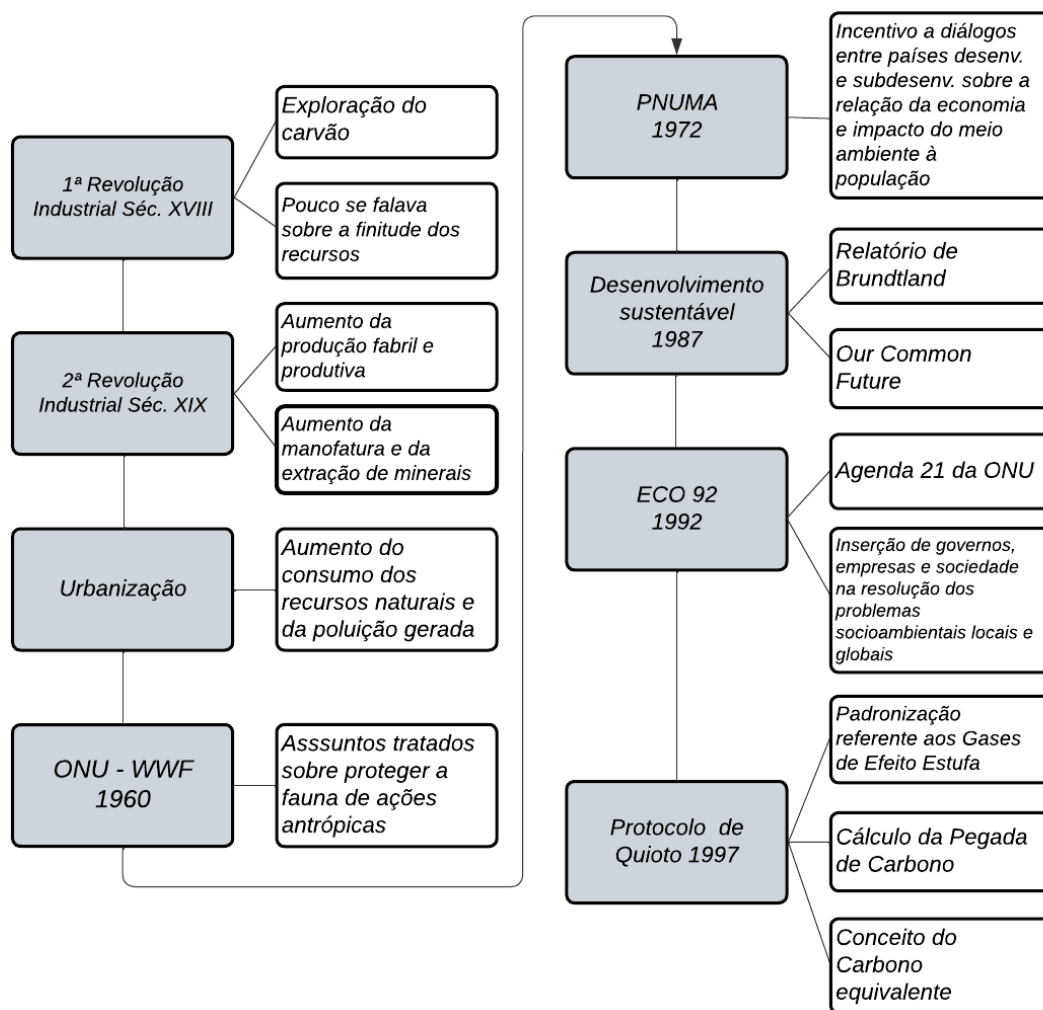 1ª Revolução
Industrial Séc. XVIII
Exploração do
carvão
Pouco se falava
sobre a finitude dos
recursos
2ª Revolução
Industrial Séc. XIX
Aumento da
produção fabril e
produtiva
Aumento da
manofatura e da
extração de minerais
Urbanização
Aumento do
consumo dos
recursos naturais e
da poluição gerada
ONU - WWF
1960
Asssuntos tratados
sobre proteger a
fauna de ações
antrópicas
PNUMA
1972
Incentivo a diálogos
entre países desenv.
e subdesenv. sobre a
relação da economia
e impacto do meio
ambiente à
população
Desenvolvimento
sustentável
1987
Relatório de
Brundtland
Our Common
Future
ECO 92
1992
Agenda 21 da ONU
Inserção de governos,
empresas e sociedade
na resolução dos
problemas
socioambientais locais e
globais
Protocolo de
Quioto 1997
Padronização
referente aos Gases
de Efeito Estufa
Cálculo da Pegada
de Carbono
Conceito do
Carbono
equivalente